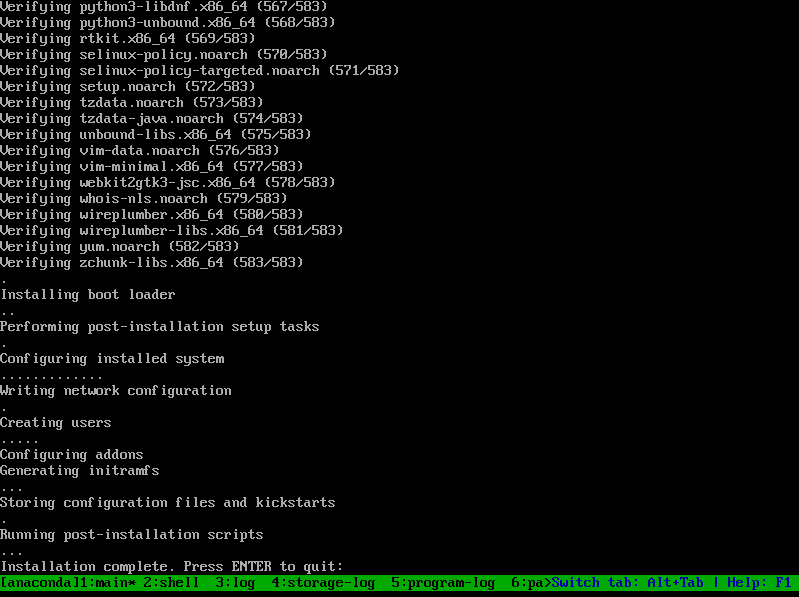 Verifying python3-libdnf.x86_64 (567/583)
Verifying python3-unbound.x86_64 (568/583)
Verifying rtkit.x86_64 (569/583)
Verifying selinux-policy.noarch (570/583)
Verifying selinux-policy-targeted.noarch (571/583)
Verifying setup.noarch (572/583)
Verifying tzdata.noarch (573/583)
Verifying tzdata-java.noarch (574/583)
Verifying unbound-libs.x86_64 (575/583)
Verifying vim-data.noarch (576/583)
Verifying vim-minimal.x86_64 (577/583)
Verifying webkit2gtk3-jsc.x86_64 (578/583)
Verifying whois-nls.noarch (579/583)
Verifying wireplumber.x86_64 (580/583)
Verifying wireplumber-libs.x86_64 (581/583)
Verifying yum.noarch (582/583)
Verifying zchunk-libs.x86_64 (583/583)
.
Installing boot loader
..
Performing post-installation setup tasks
.
Configuring installed system
.............
Writing network configuration
.
Creating users
.....
Configuring addons
Generating initramfs
...
Storing configuration files and kickstarts
.
Running post-installation scripts
...
Installation complete. Press ENTER to quit:
[anaconda]1:main* 2:shell  3:log  4:storage-log  5:program-log  6:pa>Switch tab: Alt+Tab | Help: F1